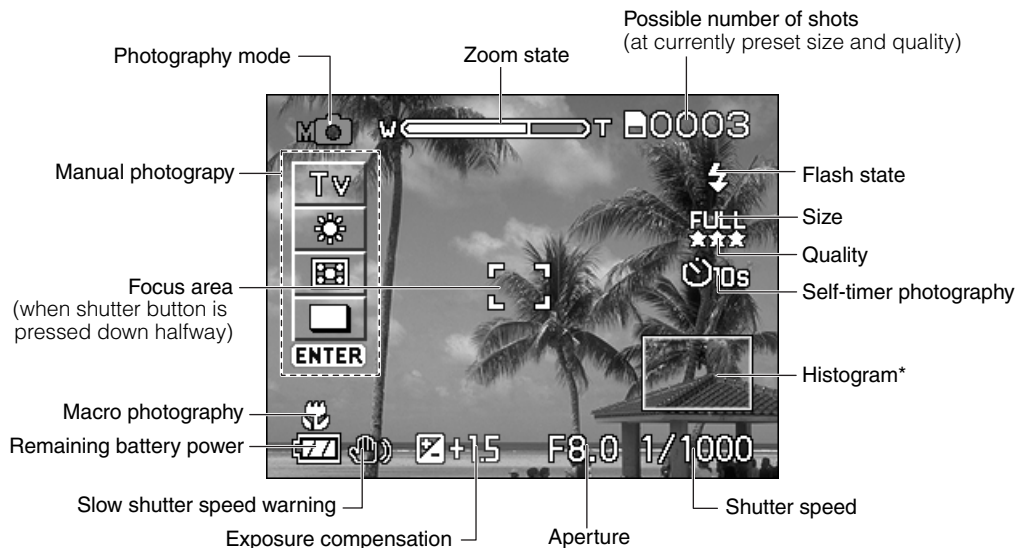 Possible number of shots
(at currently preset size and quality)
Photography mode
Zoom state
M
W
T
0003
Manual photograpy
Tv
Flash state
FULL
Size
Quality
Focus area
(when shutter button is
pressed down halfway)
10s
Self-timer photography
ENTER
Histogram*
Macro photography
Remaining battery power
+1.5
F8.0
1/1000
Slow shutter speed warning
Shutter speed
Exposure compensation
Aperture